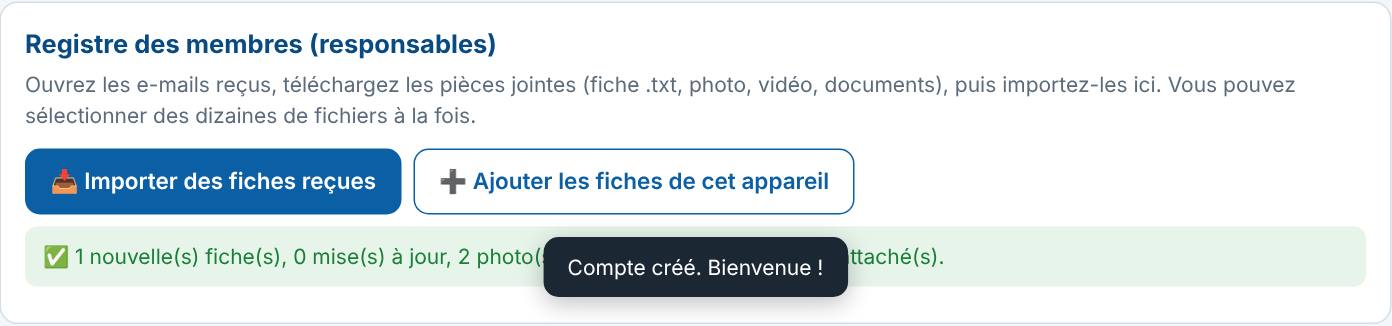 Registre des membres (responsables)
Ouvrez les e-mails reçus, téléchargez les pièces jointes (fiche .txt, photo, vidéo, documents), puis importez-les ici. Vous pouvez
sélectionner des dizaines de fichiers à la fois.
📥 Importer des fiches reçues
➕ Ajouter les fiches de cet appareil
✅ 1 nouvelle(s) fiche(s), 0 mise(s) à jour, 2
Compte créé. Bienvenue !